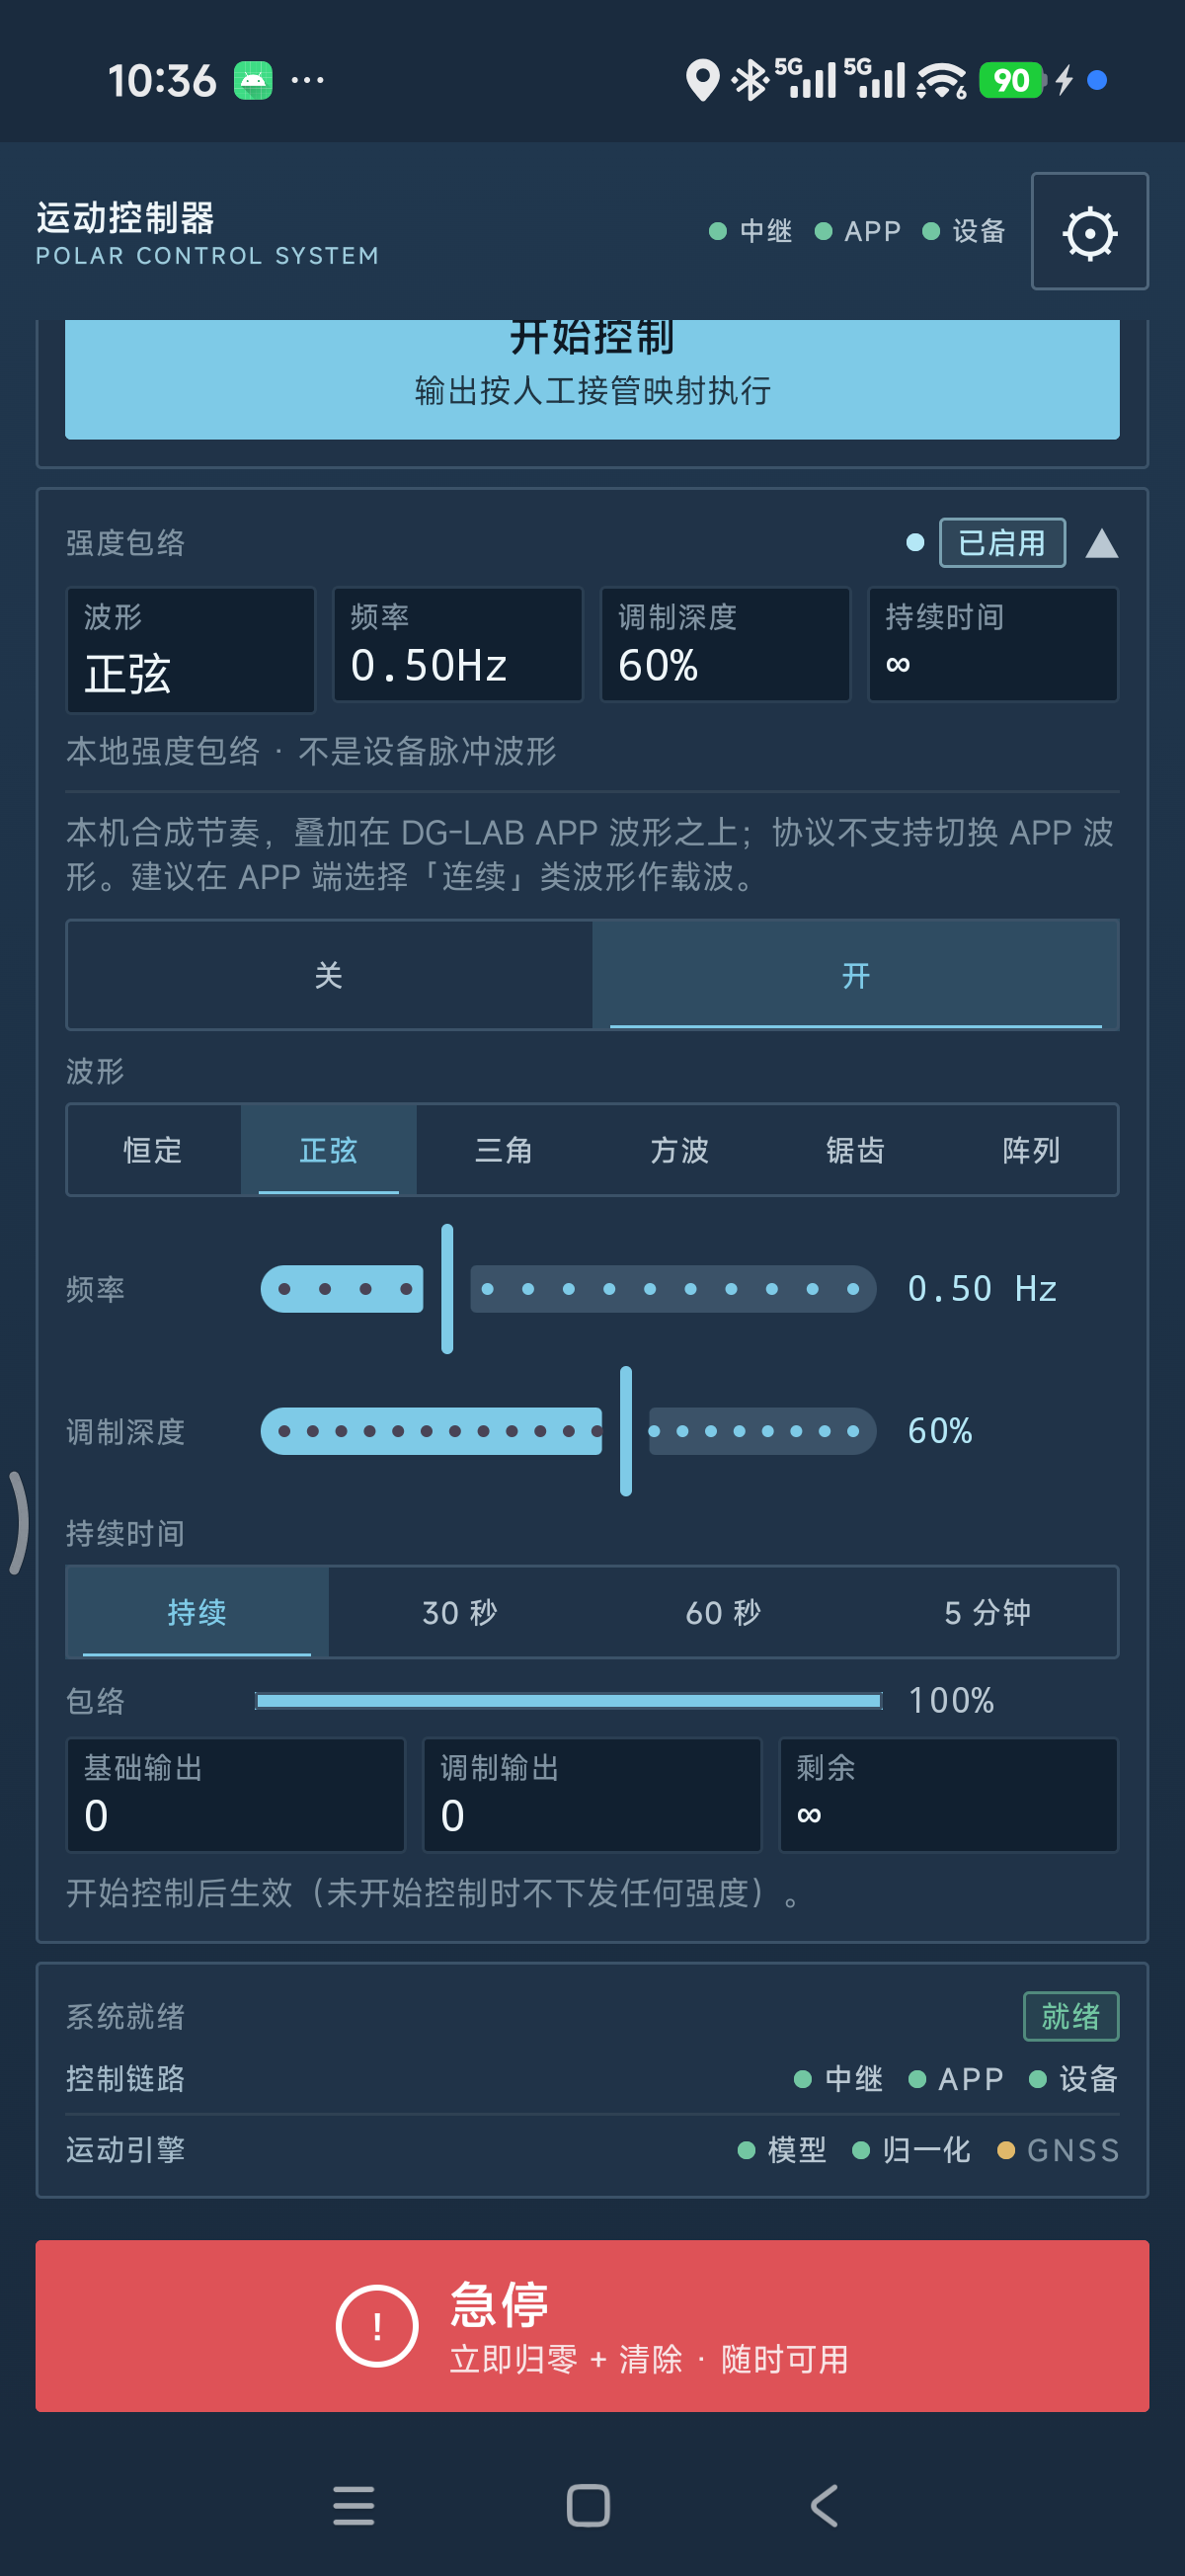 10:36
5G 5G 6 90
运动控制器
POLAR CONTROL SYSTEM
中继 APP 设备
开始控制
输出按人工接管映射执行
强度包络 已启用
波形 频率 调制深度 持续时间
正弦 0.50Hz 60% ∞
本地强度包络 · 不是设备脉冲波形
本机合成节奏，叠加在 DG-LAB APP 波形之上；协议不支持切换 APP 波
形。建议在 APP 端选择「连续」类波形作载波。
关 开
波形
恒定 正弦 三角 方波 锯齿 阵列
频率 0.50 Hz
调制深度 60%
持续时间
持续 30 秒 60 秒 5 分钟
包络 100%
基础输出 调制输出 剩余
0 0 ∞
开始控制后生效（未开始控制时不下发任何强度）。
系统就绪 就绪
控制链路 中继 APP 设备
运动引擎 模型 归一化 GNSS
! 急停
立即归零 + 清除 · 随时可用